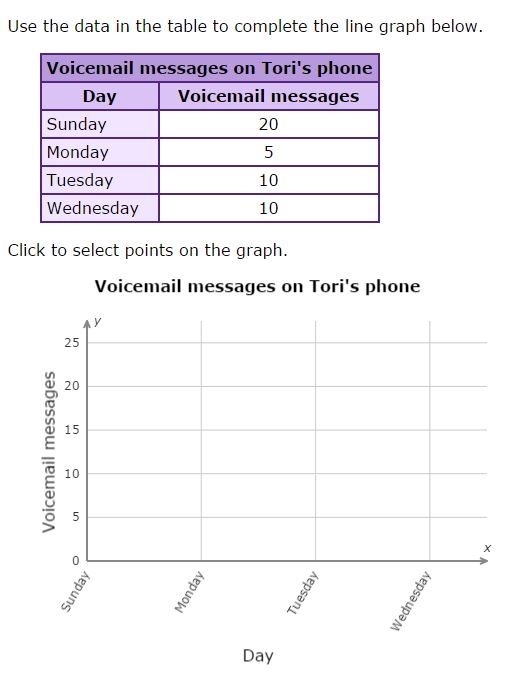 Use the data in the table to complete the line graph below.
Voicemail messages on Tori's phone
Day Voicemail messages
Sunday 20
Monday 5
Tuesday 10
Wednesday 10
Click to select points on the graph.
Voicemail messages on Tori's phone
y
25
20
15
10
5
0
Voicemail messages
x
Sunday Monday Tuesday Wednesday
Day